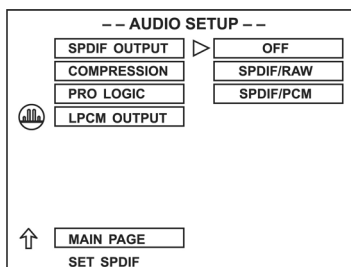 -- AUDIO SETUP --
SPDIF OUTPUT OFF
COMPRESSION SPDIF/RAW
PRO LOGIC SPDIF/PCM
LPCM OUTPUT
MAIN PAGE
SET SPDIF